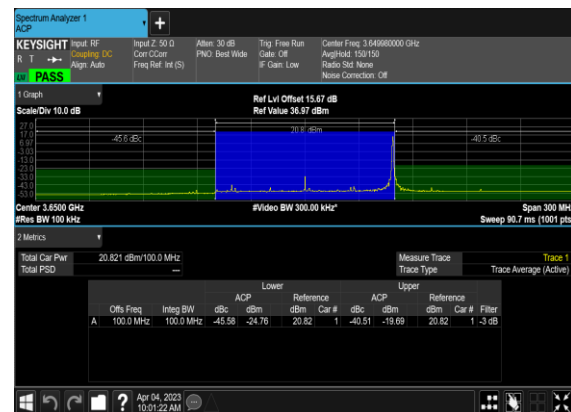 Spectrum Analyzer 1
ACP
KEYSIGHT Input: RF Input Z: 50 Ω Atten: 30 dB Trig: Free Run Center Freq: 3.649980000 GHz
R T Coupling: DC Corr CCorr PNO: Best Wide Gate: Off Avg|Hold: 150/150
Align: Auto Freq Ref: Int (S) IF Gain: Low Radio Std: None
LXI PASS Noise Correction: Off
1 Graph Ref Lvl Offset 15.67 dB
Scale/Div 10.0 dB Ref Value 36.97 dBm
27.0
17.0 20.8 dBm
6.97 -45.6 dBc -40.5 dBc
-3.03
-13.0
-23.0
-33.0
-43.0
-53.0
Center 3.6500 GHz #Video BW 300.00 kHz* Span 300 MHz
#Res BW 100 kHz Sweep 90.7 ms (1001 pts
2 Metrics
Total Car Pwr 20.821 dBm/100.0 MHz Measure Trace Trace 1
Total PSD --- Trace Type Trace Average (Active)
Lower Upper
ACP Reference ACP Reference
Offs Freq Integ BW dBc dBm dBm Car # dBc dBm dBm Car # Filter
A 100.0 MHz 100.0 MHz -45.58 -24.76 20.82 1 -40.51 -19.69 20.82 1 -3 dB
Apr 04, 2023
10:01:22 AM